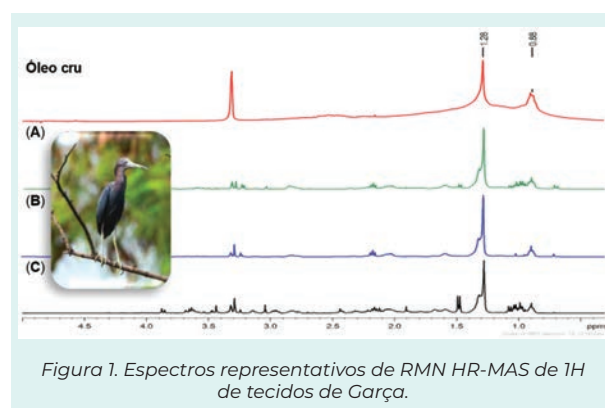 1.28
0.88
Óleo cru
(A)
(B)
(C)
4.5 4.0 3.5 3.0 2.5 2.0 1.5 1.0
Figura 1. Espectros representativos de RMN HR-MAS de 1H
de tecidos de Garça.